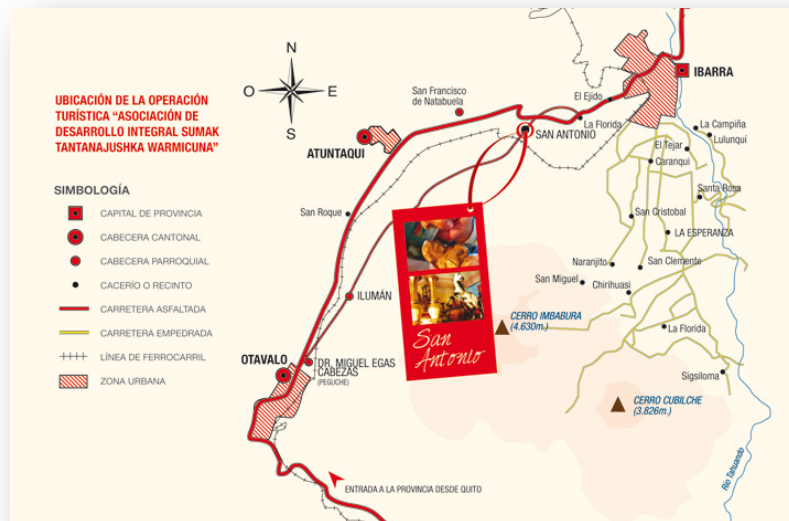 UBICACIÓN DE LA OPERACIÓN
TURÍSTICA “ASOCIACIÓN DE
DESARROLLO INTEGRAL SUMAK
TANTANAJUSHKA WARMICUNA”
SIMBOLOGÍA
CAPITAL DE PROVINCIA
CABECERA CANTONAL
CABECERA PARROQUIAL
CACERÍO O RECINTO
CARRETERA ASFALTADA
CARRETERA EMPEDRADA
LÍNEA DE FERROCARRIL
ZONA URBANA
N
O
E
S
IBARRA
San Francisco
de Natabuela
El Ejido
La Florida
SAN ANTONIO
ATUNTAQUI
La Campiña
Lulunquí
El Tejar
Caranqui
Santa Rosa
San Roque
San Cristobal
LA ESPERANZA
Naranjito
San Clemente
San Miguel
Chirihuasi
ILUMÁN
CERRO IMBABURA
(4.630m.)
La Florida
San
Antonio
OTAVALO
DR. MIGUEL EGAS
CABEZAS
(PEGUCHE)
Sigsiloma
CERRO CUBILCHE
(3.826m.)
Río Tahuando
ENTRADA A LA PROVINCIA DESDE QUITO